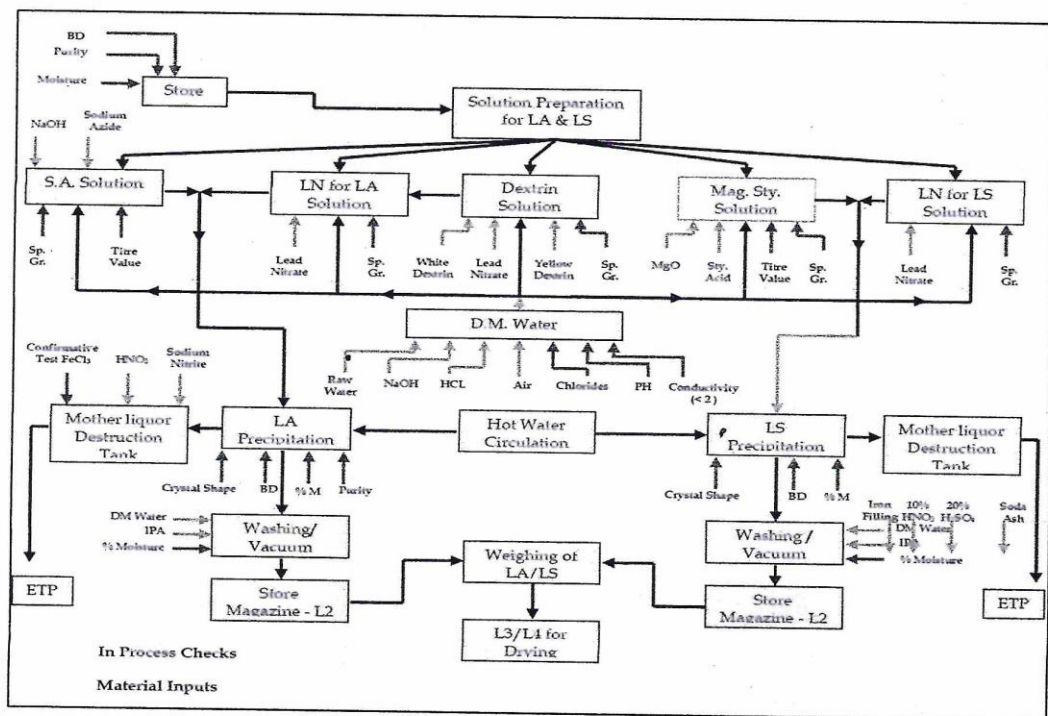 BD
Purity
Moisture
Store
Solution Preparation
for LA & LS
NaOH
Sodium
Azide
S.A. Solution
LN for LA
Solution
Dextrin
Solution
Mag. Sty.
Solution
LN for LS
Solution
Sp.
Gr.
Titre
Value
Lead
Nitrate
Sp.
Gr.
White
Dextrin
Lead
Nitrate
Yellow
Dextrin
Sp.
Gr.
MgO
Sty.
Acid
Titre
Value
Sp.
Gr.
Lead
Nitrate
Sp.
Gr.
D.M. Water
Raw
Water
NaOH
HCL
Air
Chlorides
PH
Conductivity
(< 2)
Confirmative
Test FeCl3
HNO3
Sodium
Nitrite
Mother liquor
Destruction
Tank
LA
Precipitation
Hot Water
Circulation
LS
Precipitation
Mother liquor
Destruction
Tank
Crystal Shape
BD
% M
Purity
Crystal Shape
BD
% M
Iron
Filling
10%
HNO3
20%
H2SO4
Soda
Ash
DM Water
IPA
% Moisture
Washing/
Vacuum
Washing/
Vacuum
DM Water
IPA
% Moisture
Weighing of
LA/LS
ETP
Store
Magazine - L2
Store
Magazine - L2
ETP
L3/L4 for
Drying
In Process Checks
Material Inputs